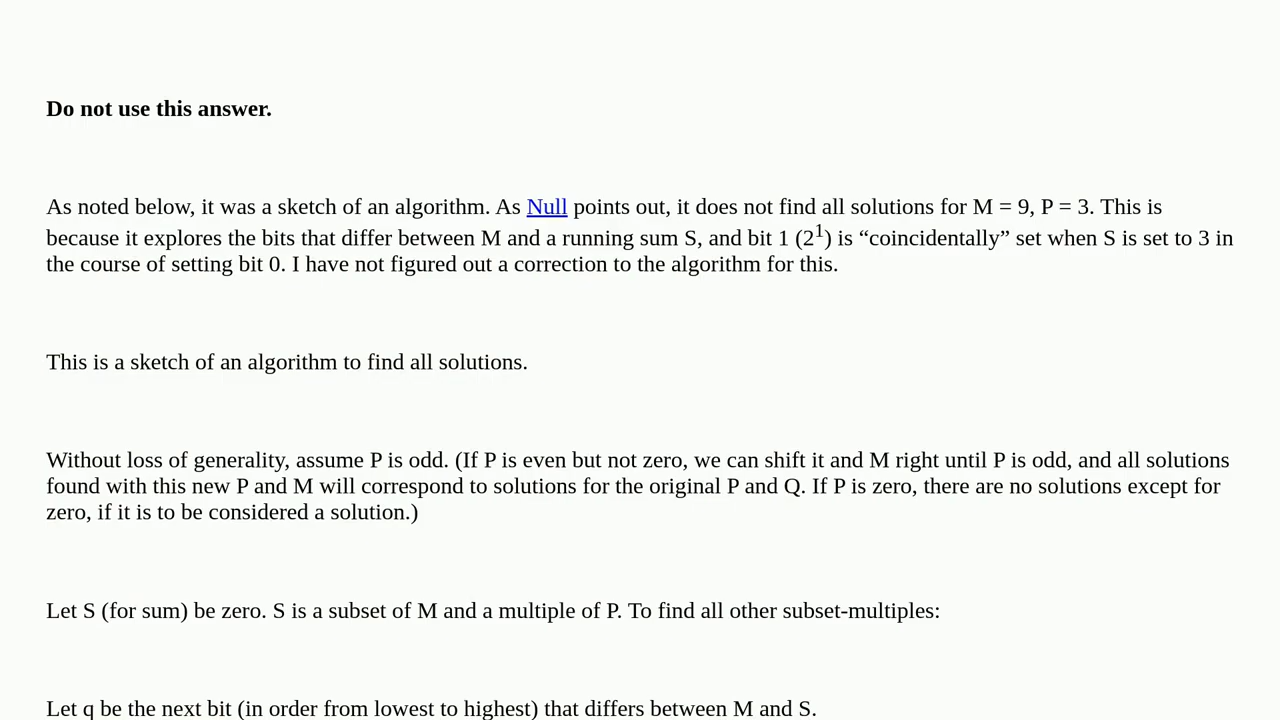 Do not use this answer.
As noted below, it was a sketch of an algorithm. As Null points out, it does not find all solutions for M = 9, P = 3. This is
because it explores the bits that differ between M and a running sum S, and bit 1 (2¹) is “coincidentally” set when S is set to 3 in
the course of setting bit 0. I have not figured out a correction to the algorithm for this.
This is a sketch of an algorithm to find all solutions.
Without loss of generality, assume P is odd. (If P is even but not zero, we can shift it and M right until P is odd, and all solutions
found with this new P and M will correspond to solutions for the original P and Q. If P is zero, there are no solutions except for
zero, if it is to be considered a solution.)
Let S (for sum) be zero. S is a subset of M and a multiple of P. To find all other subset-multiples:
Let q be the next bit (in order from lowest to highest) that differs between M and S.